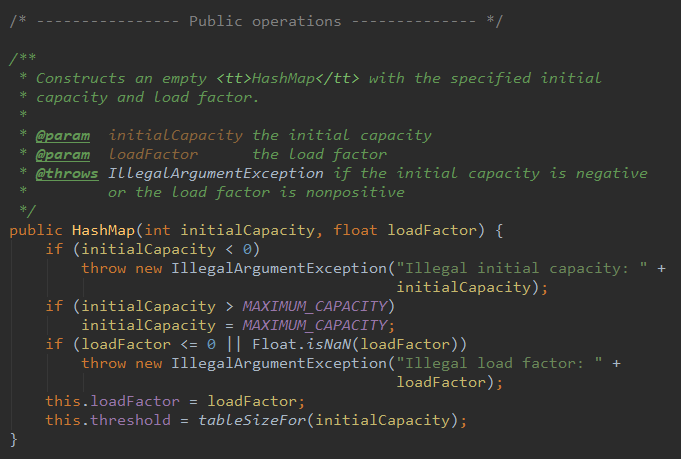 /* ---------------- Public operations -------------- */
/**
 * Constructs an empty <tt>HashMap</tt> with the specified initial
 * capacity and load factor.
 *
 * @param  initialCapacity the initial capacity
 * @param  loadFactor      the load factor
 * @throws IllegalArgumentException if the initial capacity is negative
 *         or the load factor is nonpositive
 */
public HashMap(int initialCapacity, float loadFactor) {
    if (initialCapacity < 0)
        throw new IllegalArgumentException("Illegal initial capacity: " +
                                           initialCapacity);
    if (initialCapacity > MAXIMUM_CAPACITY)
        initialCapacity = MAXIMUM_CAPACITY;
    if (loadFactor <= 0 || Float.isNaN(loadFactor))
        throw new IllegalArgumentException("Illegal load factor: " +
                                           loadFactor);
    this.loadFactor = loadFactor;
    this.threshold = tableSizeFor(initialCapacity);
}